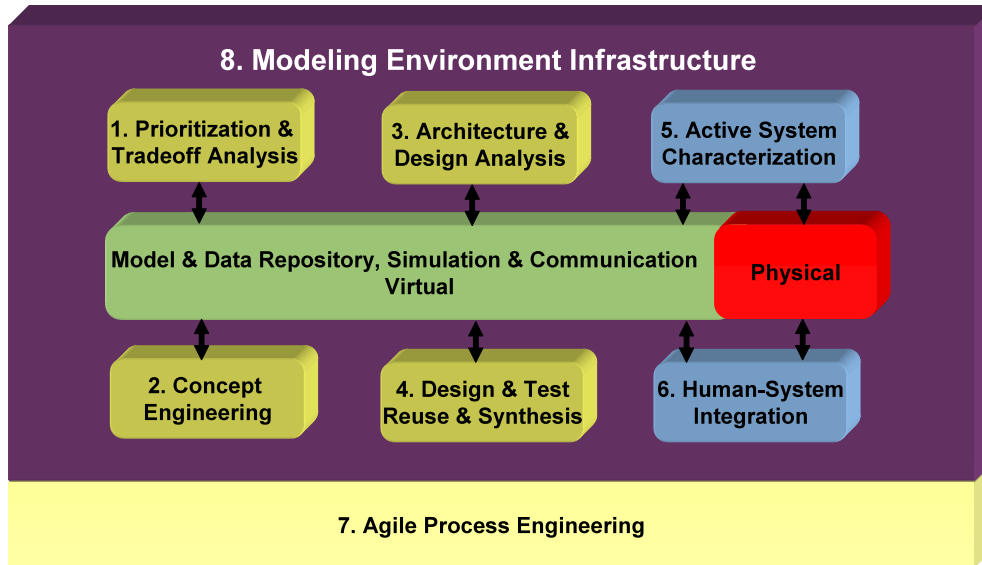 8. Modeling Environment Infrastructure
1. Prioritization &
Tradeoff Analysis
3. Architecture &
Design Analysis
5. Active System
Characterization
Model & Data Repository, Simulation & Communication
Virtual
Physical
2. Concept
Engineering
4. Design & Test
Reuse & Synthesis
6. Human-System
Integration
7. Agile Process Engineering